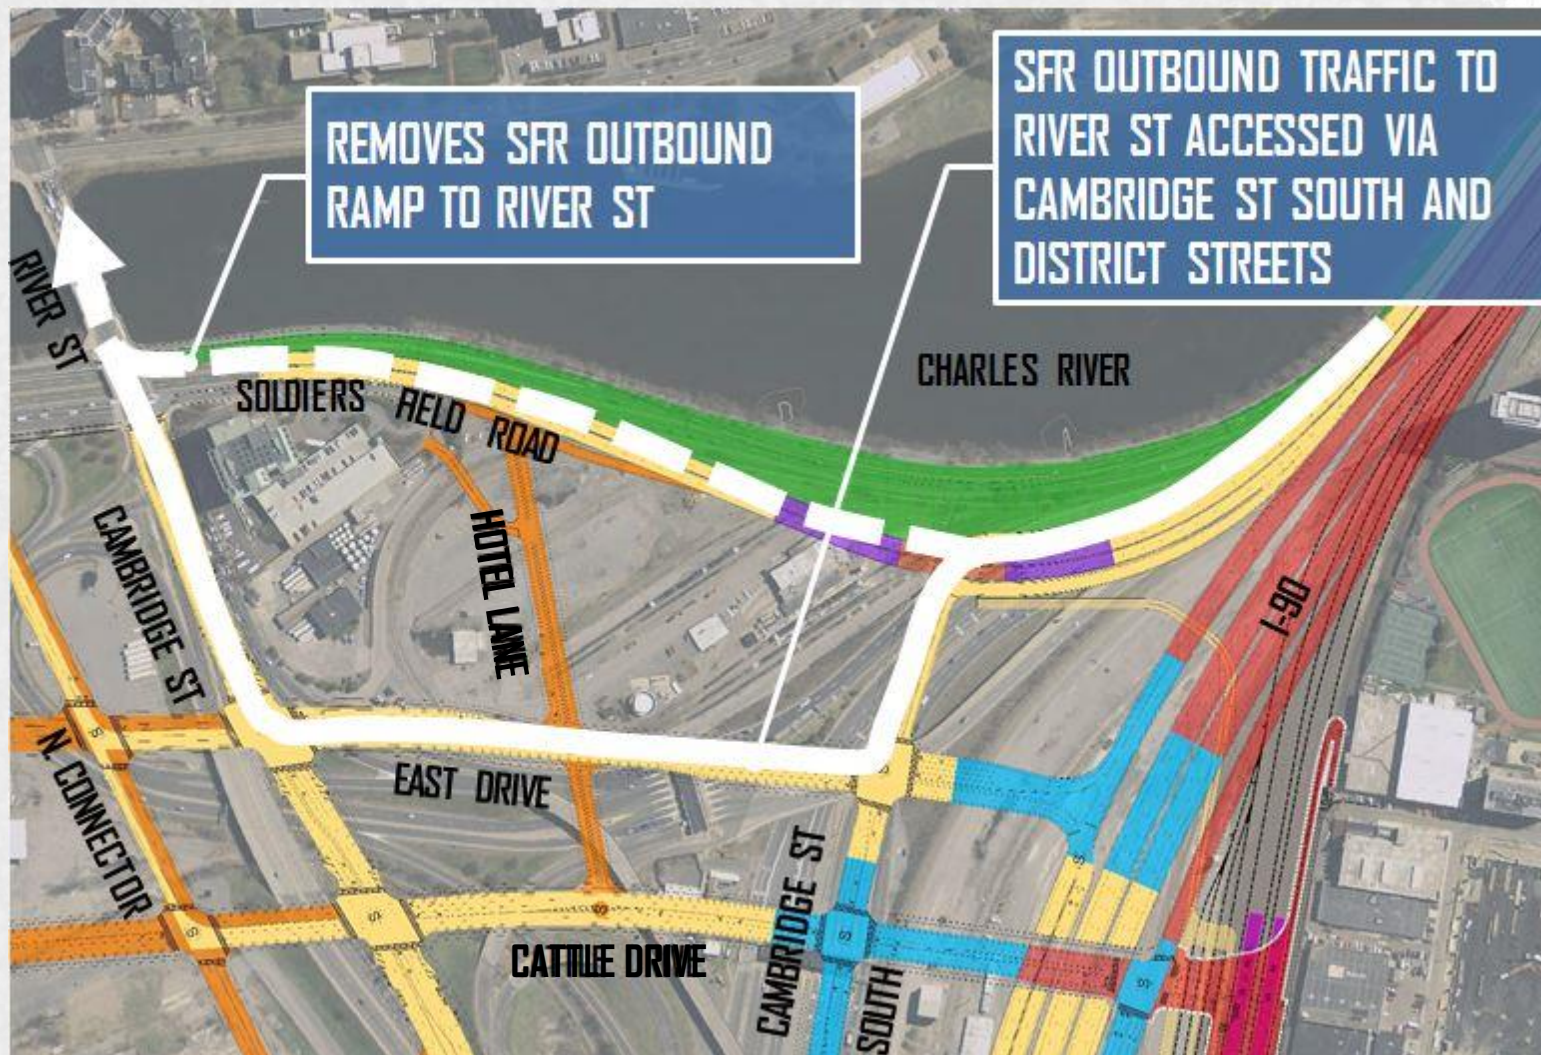 REMOVES SFR OUTBOUND
RAMP TO RIVER ST
SFR OUTBOUND TRAFFIC TO
RIVER ST ACCESSED VIA
CAMBRIDGE ST SOUTH AND
DISTRICT STREETS
RIVER ST
CHARLES RIVER
SOLDIERS FIELD ROAD
CAMBRIDGE ST
HOTEL LANE
I-90
N. CONNECTOR
EAST DRIVE
CAMBRIDGE ST
SOUTH
CATTLE DRIVE
S
S
S
S
S
S
S
S